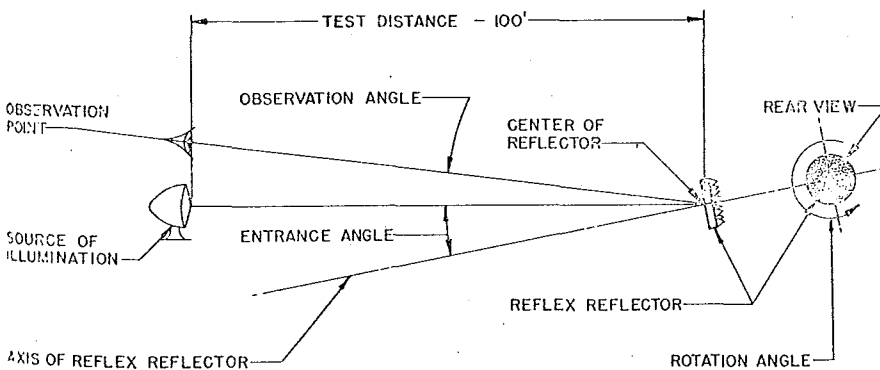 TEST DISTANCE - 100'
OBSERVATION ANGLE
OBSERVATION
POINT
CENTER OF
REFLECTOR
REAR VIEW
SOURCE OF
ILLUMINATION
ENTRANCE ANGLE
REFLEX REFLECTOR
AXIS OF REFLEX REFLECTOR
ROTATION ANGLE